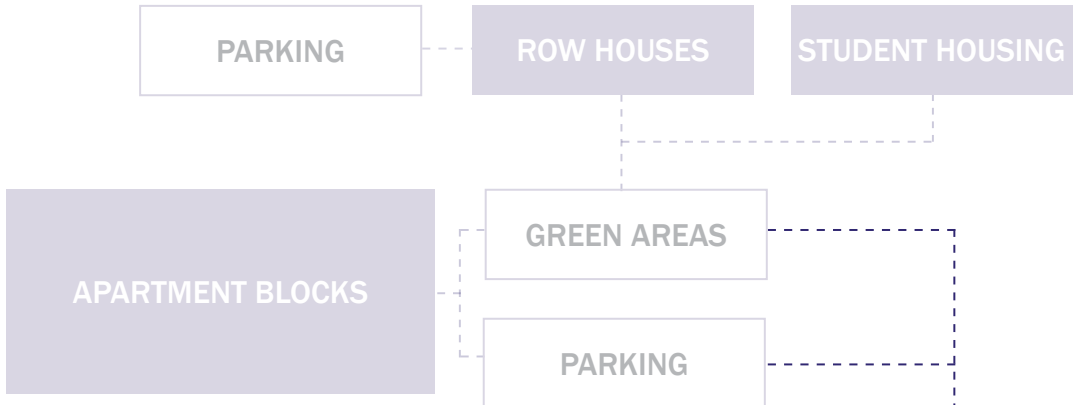 PARKING
ROW HOUSES
STUDENT HOUSING
GREEN AREAS
APARTMENT BLOCKS
PARKING